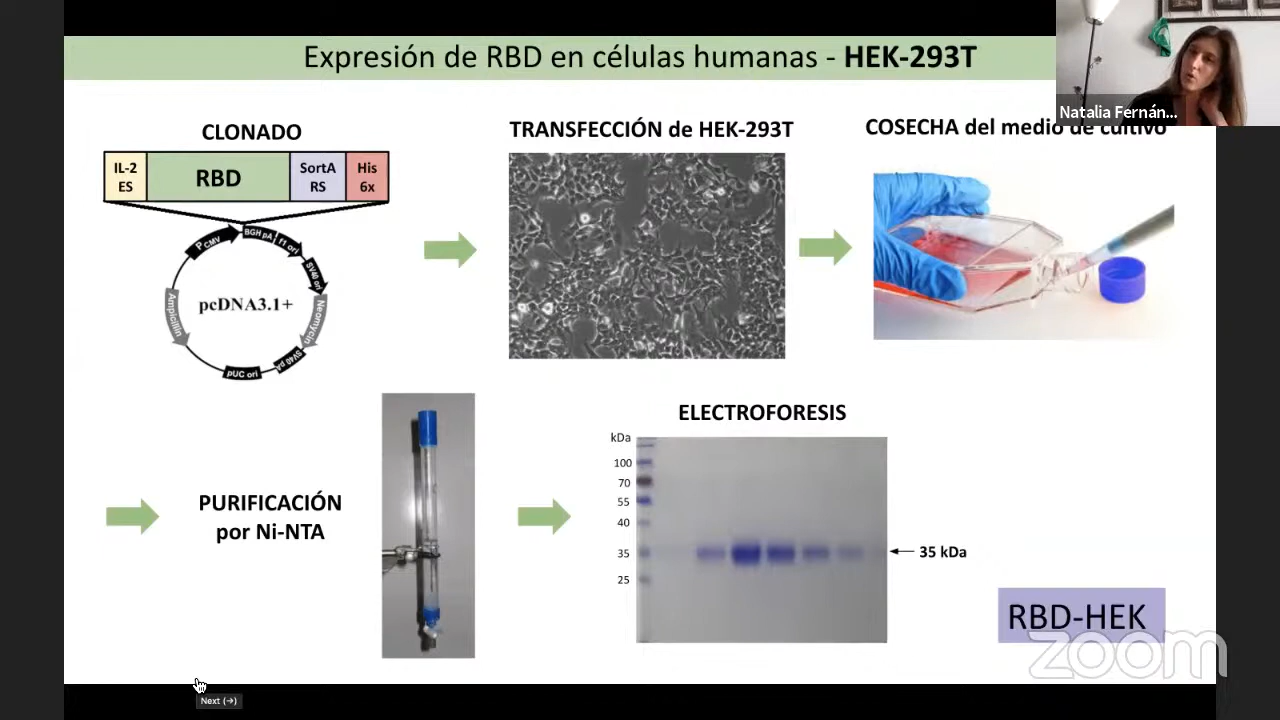 Expresión de RBD en células humanas - HEK-293T
Natalia Fernán...
CLONADO
IL-2
ES
RBD
SortA
RS
His
6x
PCMV
BGH pA
f1 ori
SV40 ori
Neomycin
SV40 pA
pUC ori
Ampicillin
pcDNA3.1+
TRANSFECCIÓN de HEK-293T
COSECHA del medio de cultivo
PURIFICACIÓN
por Ni-NTA
ELECTROFORESIS
kDa
100
70
55
40
35
25
35 kDa
RBD-HEK
zoom
Next (→)